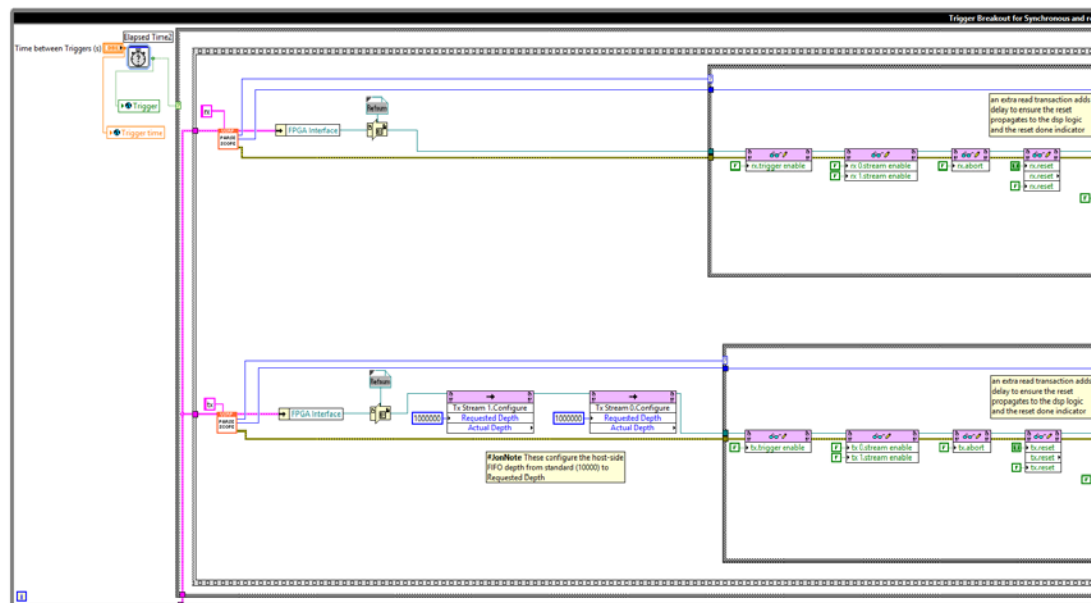 Trigger Breakout for Synchronous and r
Elapsed Time2
Time between Triggers (s)
Trigger
Trigger time
rx
PARSE
SCOPE
FPGA Interface
Refnum
an extra read transaction adds
delay to ensure the reset
propagates to the dsp logic
and the reset done indicator
rx.trigger enable
rx 0.stream enable
rx 1.stream enable
rx.abort
rx.reset
rx.reset
rx.reset
F
F
F
F
F
F
tx
PARSE
SCOPE
FPGA Interface
Refnum
Tx Stream 1.Configure
1000000
Requested Depth
Actual Depth
Tx Stream 0.Configure
1000000
Requested Depth
Actual Depth
#JonNote These configure the host-side
FIFO depth from standard (10000) to
Requested Depth
an extra read transaction adds
delay to ensure the reset
propagates to the dsp logic
and the reset done indicator
tx.trigger enable
tx 0.stream enable
tx 1.stream enable
tx.abort
tx.reset
tx.reset
tx.reset
F
F
F
F
F
F
i